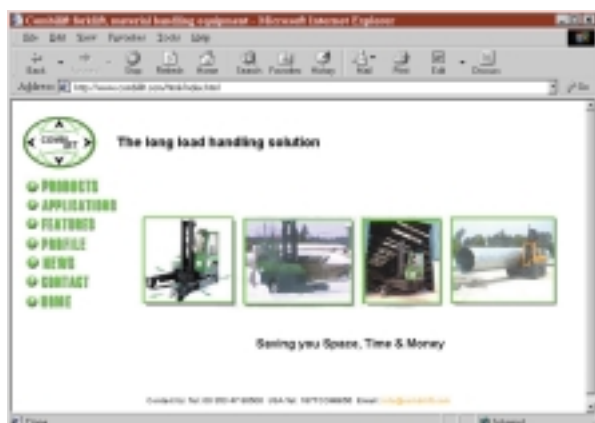 Combilift forklift, material handling equipment - Microsoft Internet Explorer
File Edit View Favorites Tools Help
Back Stop Refresh Home Search Favorites History Mail Print Edit Discuss
Address
Go
The long load handling solution
PRODUCTS
APPLICATIONS
FEATURES
PROFILE
NEWS
CONTACT
HOME
Saving you Space, Time & Money